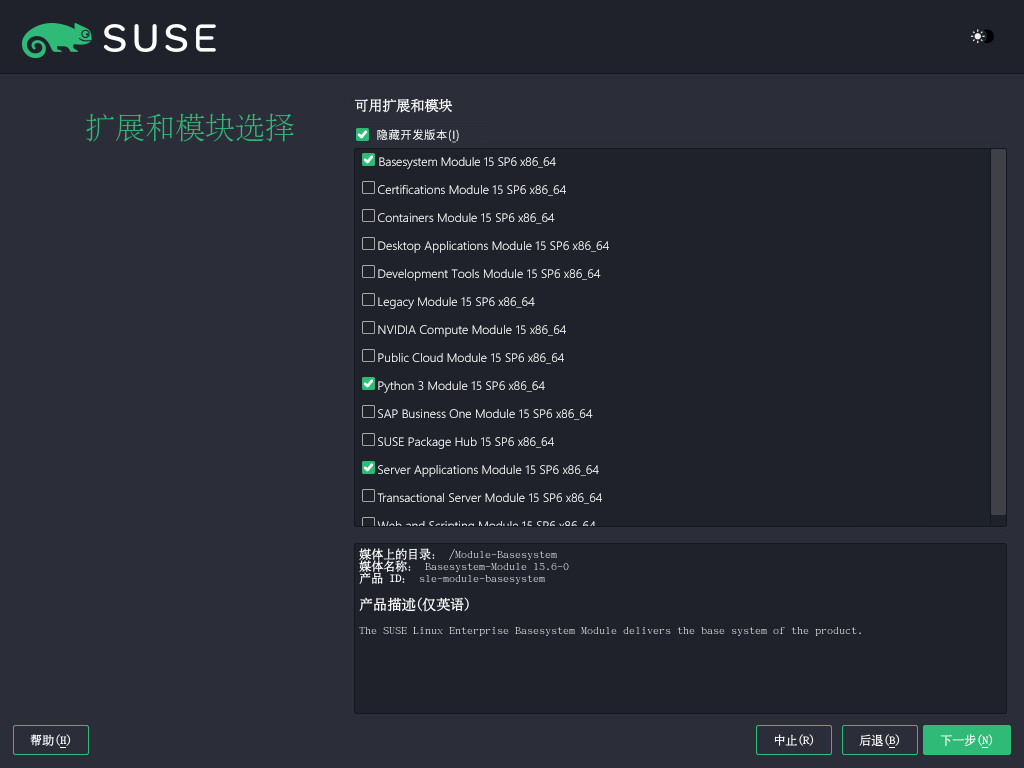 SUSE
扩展和模块选择
可用扩展和模块
隐藏开发版本(I)
Basesystem Module 15 SP6 x86_64
Certifications Module 15 SP6 x86_64
Containers Module 15 SP6 x86_64
Desktop Applications Module 15 SP6 x86_64
Development Tools Module 15 SP6 x86_64
Legacy Module 15 SP6 x86_64
NVIDIA Compute Module 15 x86_64
Public Cloud Module 15 SP6 x86_64
Python 3 Module 15 SP6 x86_64
SAP Business One Module 15 SP6 x86_64
SUSE Package Hub 15 SP6 x86_64
Server Applications Module 15 SP6 x86_64
Transactional Server Module 15 SP6 x86_64
Web and Scripting Module 15 SP6 x86_64
媒体上的目录： /Module-Basesystem
媒体名称： Basesystem-Module 15.6-0
产品 ID： sle-module-basesystem
产品描述(仅英语)
The SUSE Linux Enterprise Basesystem Module delivers the base system of the product.
帮助(H)
中止(R)
后退(B)
下一步(N)